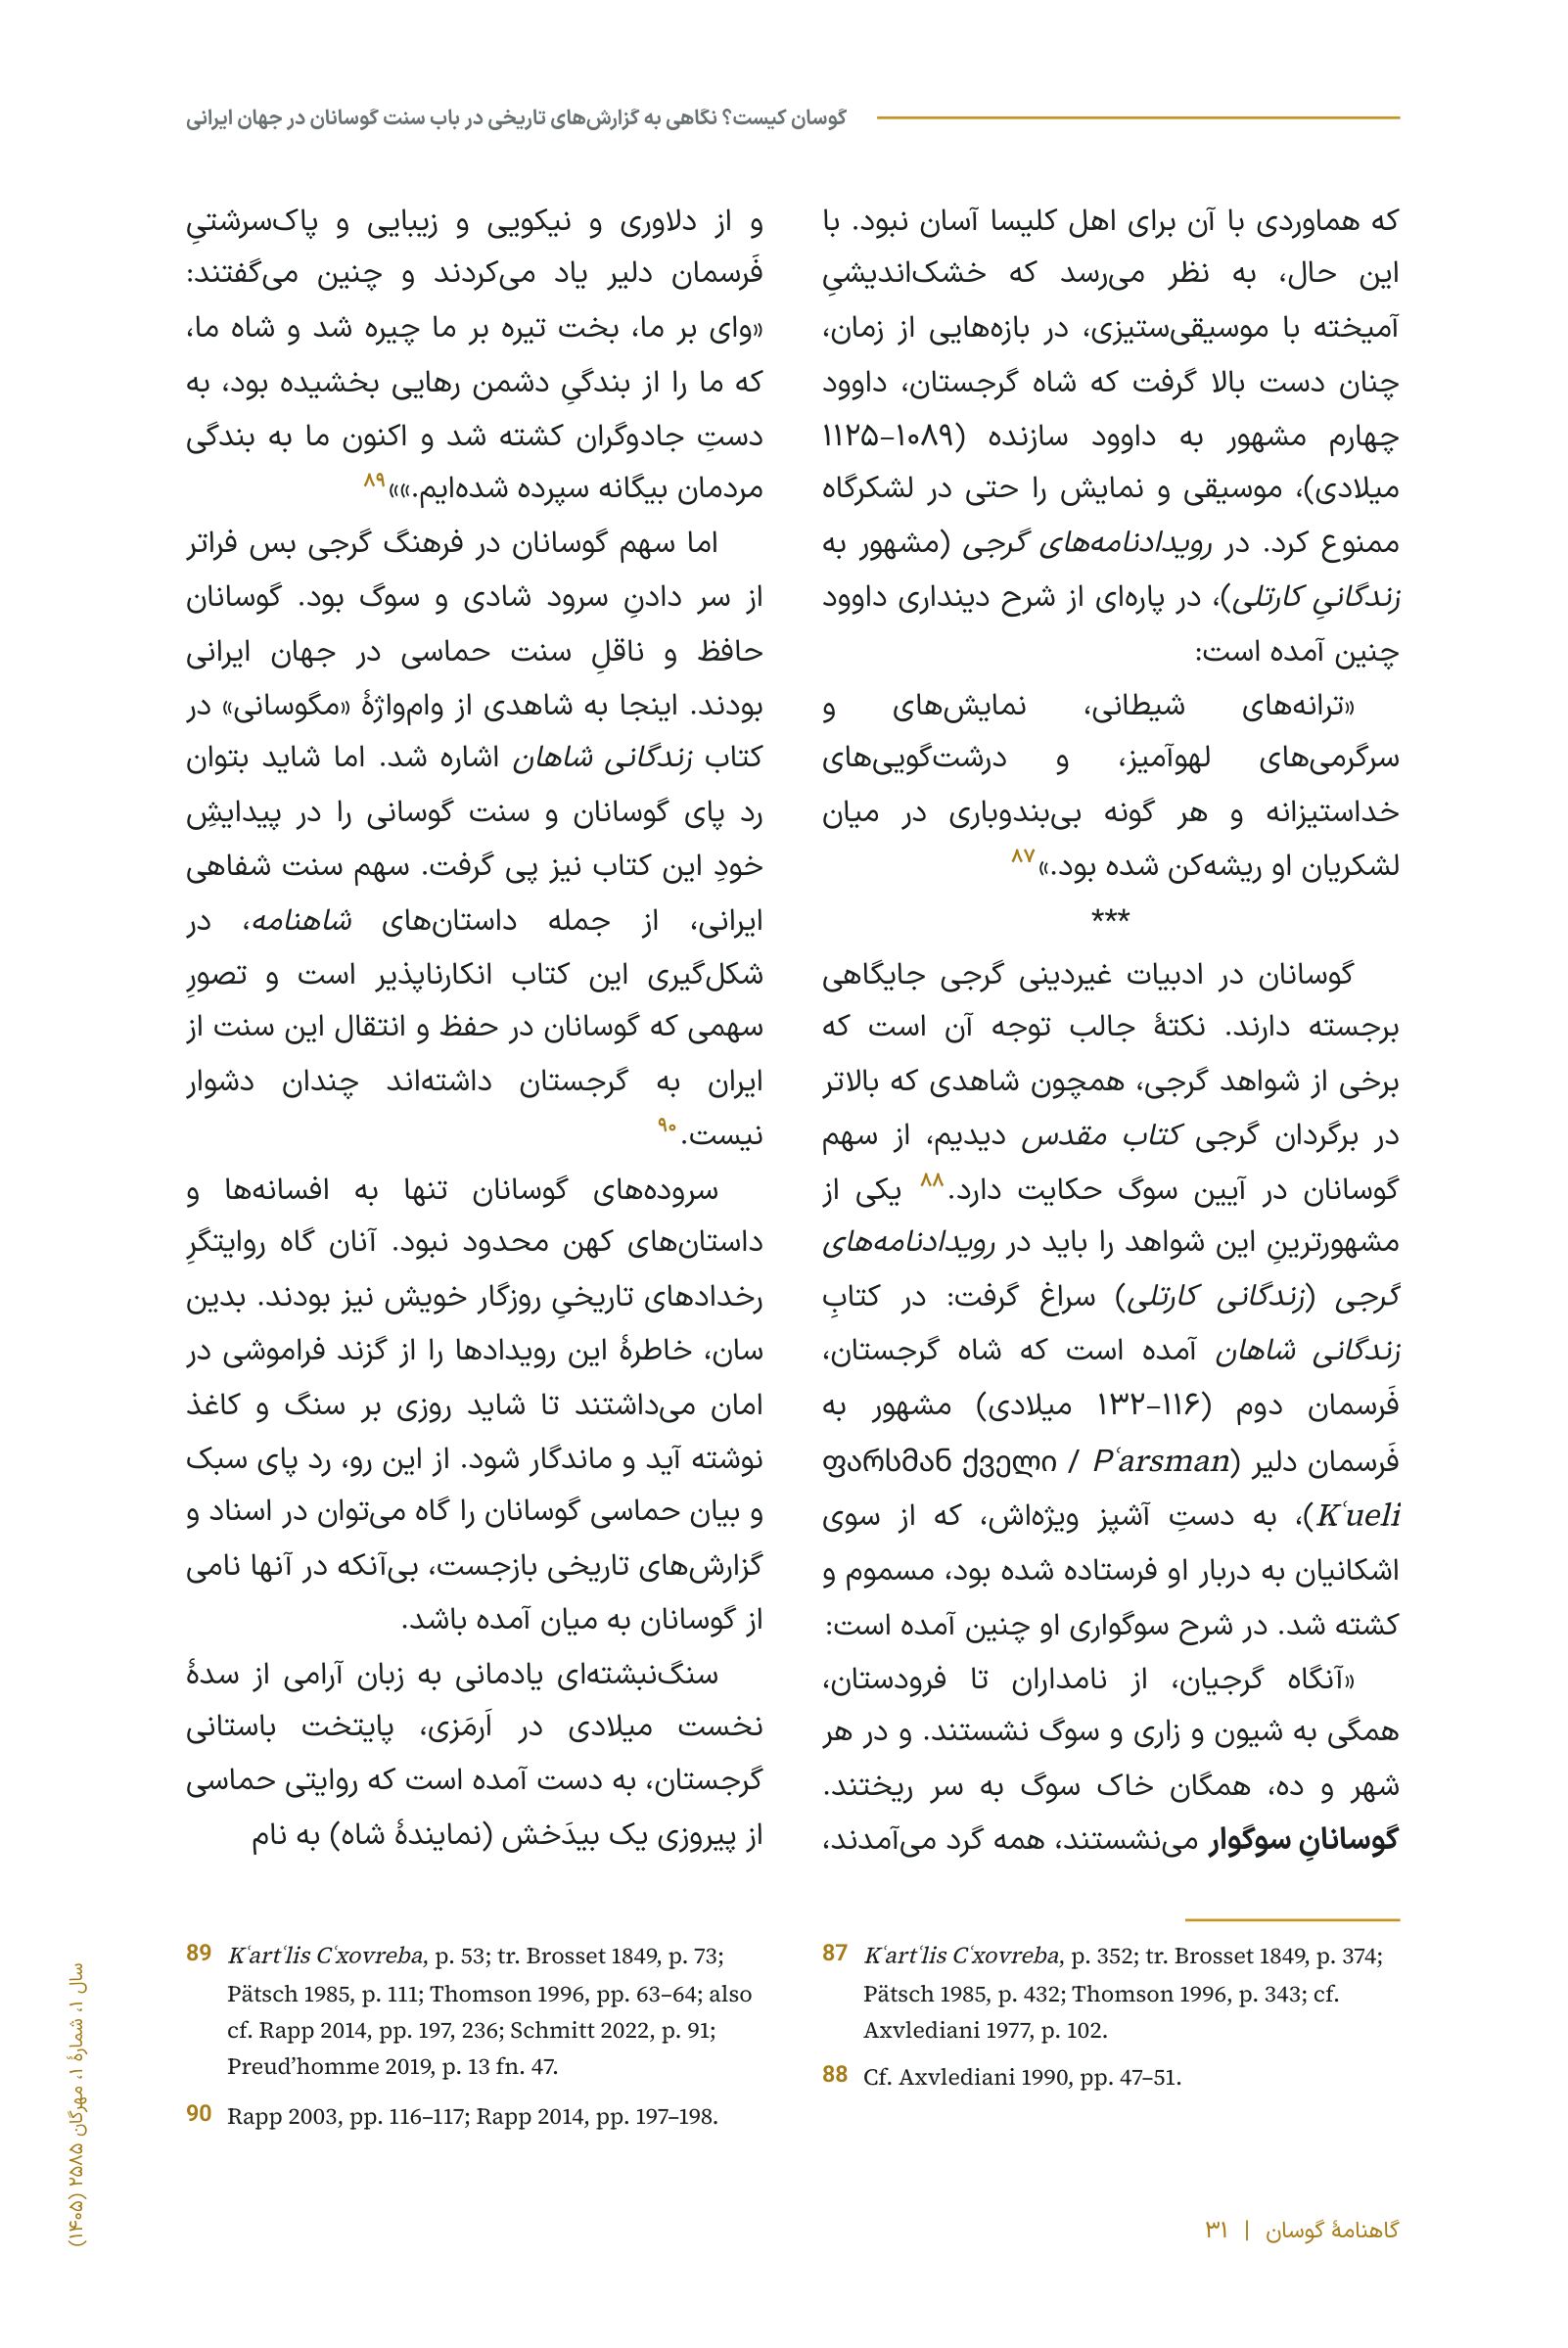 گوسان کیست؟ نگاهی به گزارش‌های تاریخی در باب سنت گوسانان در جهان ایرانی
که هماوردی با آن برای اهل کلیسا آسان نبود. با
این حال، به نظر می‌رسد که خشک‌اندیشیِ
آمیخته با موسیقی‌ستیزی، در بازه‌هایی از زمان،
چنان دست بالا گرفت که شاه گرجستان، داوود
چهارم مشهور به داوود سازنده (۱۰۸۹–۱۱۲۵
میلادی)، موسیقی و نمایش را حتی در لشکرگاه
ممنوع کرد. در رویدادنامه‌های گرجی (مشهور به
زندگانیِ کارتلی)، در پاره‌ای از شرح دینداری داوود
چنین آمده است:
«ترانه‌های شیطانی، نمایش‌های و
سرگرمی‌های لهوآمیز، و درشت‌گویی‌های
خداستیزانه و هر گونه بی‌بندوباری در میان
لشکریان او ریشه‌کن شده بود.»۸۷
***
گوسانان در ادبیات غیردینی گرجی جایگاهی
برجسته دارند. نکتهٔ جالب توجه آن است که
برخی از شواهد گرجی، همچون شاهدی که بالاتر
در برگردان گرجی کتاب مقدس دیدیم، از سهم
گوسانان در آیین سوگ حکایت دارد.۸۸ یکی از
مشهورترینِ این شواهد را باید در رویدادنامه‌های
گرجی (زندگانی کارتلی) سراغ گرفت: در کتابِ
زندگانی شاهان آمده است که شاه گرجستان،
فَرسمان دوم (۱۱۶–۱۳۲ میلادی) مشهور به
فَرسمان دلیر (ფარსმან ქველი / Pʿarsman
Kʿueli)، به دستِ آشپز ویژه‌اش، که از سوی
اشکانیان به دربار او فرستاده شده بود، مسموم و
کشته شد. در شرح سوگواری او چنین آمده است:
«آنگاه گرجیان، از نامداران تا فرودستان،
همگی به شیون و زاری و سوگ نشستند. و در هر
شهر و ده، همگان خاک سوگ به سر ریختند.
گوسانانِ سوگوار می‌نشستند، همه گرد می‌آمدند،
و از دلاوری و نیکویی و زیبایی و پاک‌سرشتیِ
فَرسمان دلیر یاد می‌کردند و چنین می‌گفتند:
«وای بر ما، بخت تیره بر ما چیره شد و شاه ما،
که ما را از بندگیِ دشمن رهایی بخشیده بود، به
دستِ جادوگران کشته شد و اکنون ما به بندگی
مردمان بیگانه سپرده شده‌ایم.»»۸۹
اما سهم گوسانان در فرهنگ گرجی بس فراتر
از سر دادنِ سرود شادی و سوگ بود. گوسانان
حافظ و ناقلِ سنت حماسی در جهان ایرانی
بودند. اینجا به شاهدی از وام‌واژهٔ «مگوسانی» در
کتاب زندگانی شاهان اشاره شد. اما شاید بتوان
رد پای گوسانان و سنت گوسانی را در پیدایشِ
خودِ این کتاب نیز پی گرفت. سهم سنت شفاهی
ایرانی، از جمله داستان‌های شاهنامه، در
شکل‌گیری این کتاب انکارناپذیر است و تصورِ
سهمی که گوسانان در حفظ و انتقال این سنت از
ایران به گرجستان داشته‌اند چندان دشوار
نیست.۹۰
سروده‌های گوسانان تنها به افسانه‌ها و
داستان‌های کهن محدود نبود. آنان گاه روایتگرِ
رخدادهای تاریخیِ روزگار خویش نیز بودند. بدین
سان، خاطرهٔ این رویدادها را از گزند فراموشی در
امان می‌داشتند تا شاید روزی بر سنگ و کاغذ
نوشته آید و ماندگار شود. از این رو، رد پای سبک
و بیان حماسی گوسانان را گاه می‌توان در اسناد و
گزارش‌های تاریخی بازجست، بی‌آنکه در آنها نامی
از گوسانان به میان آمده باشد.
سنگ‌نبشته‌ای یادمانی به زبان آرامی از سدهٔ
نخست میلادی در اَرمَزی، پایتخت باستانی
گرجستان، به دست آمده است که روایتی حماسی
از پیروزی یک بیدَخش (نمایندهٔ شاه) به نام
87 Kʿartʿlis Cʿxovreba, p. 352; tr. Brosset 1849, p. 374;
Pätsch 1985, p. 432; Thomson 1996, p. 343; cf.
Axvlediani 1977, p. 102.
88 Cf. Axvlediani 1990, pp. 47–51.
89 Kʿartʿlis Cʿxovreba, p. 53; tr. Brosset 1849, p. 73;
Pätsch 1985, p. 111; Thomson 1996, pp. 63–64; also
cf. Rapp 2014, pp. 197, 236; Schmitt 2022, p. 91;
Preud’homme 2019, p. 13 fn. 47.
90 Rapp 2003, pp. 116–117; Rapp 2014, pp. 197–198.
گاهنامهٔ گوسان | ۳۱
سال ۱، شمارهٔ ۱، مهرگان ۲۵۸۵ (۱۴۰۵)